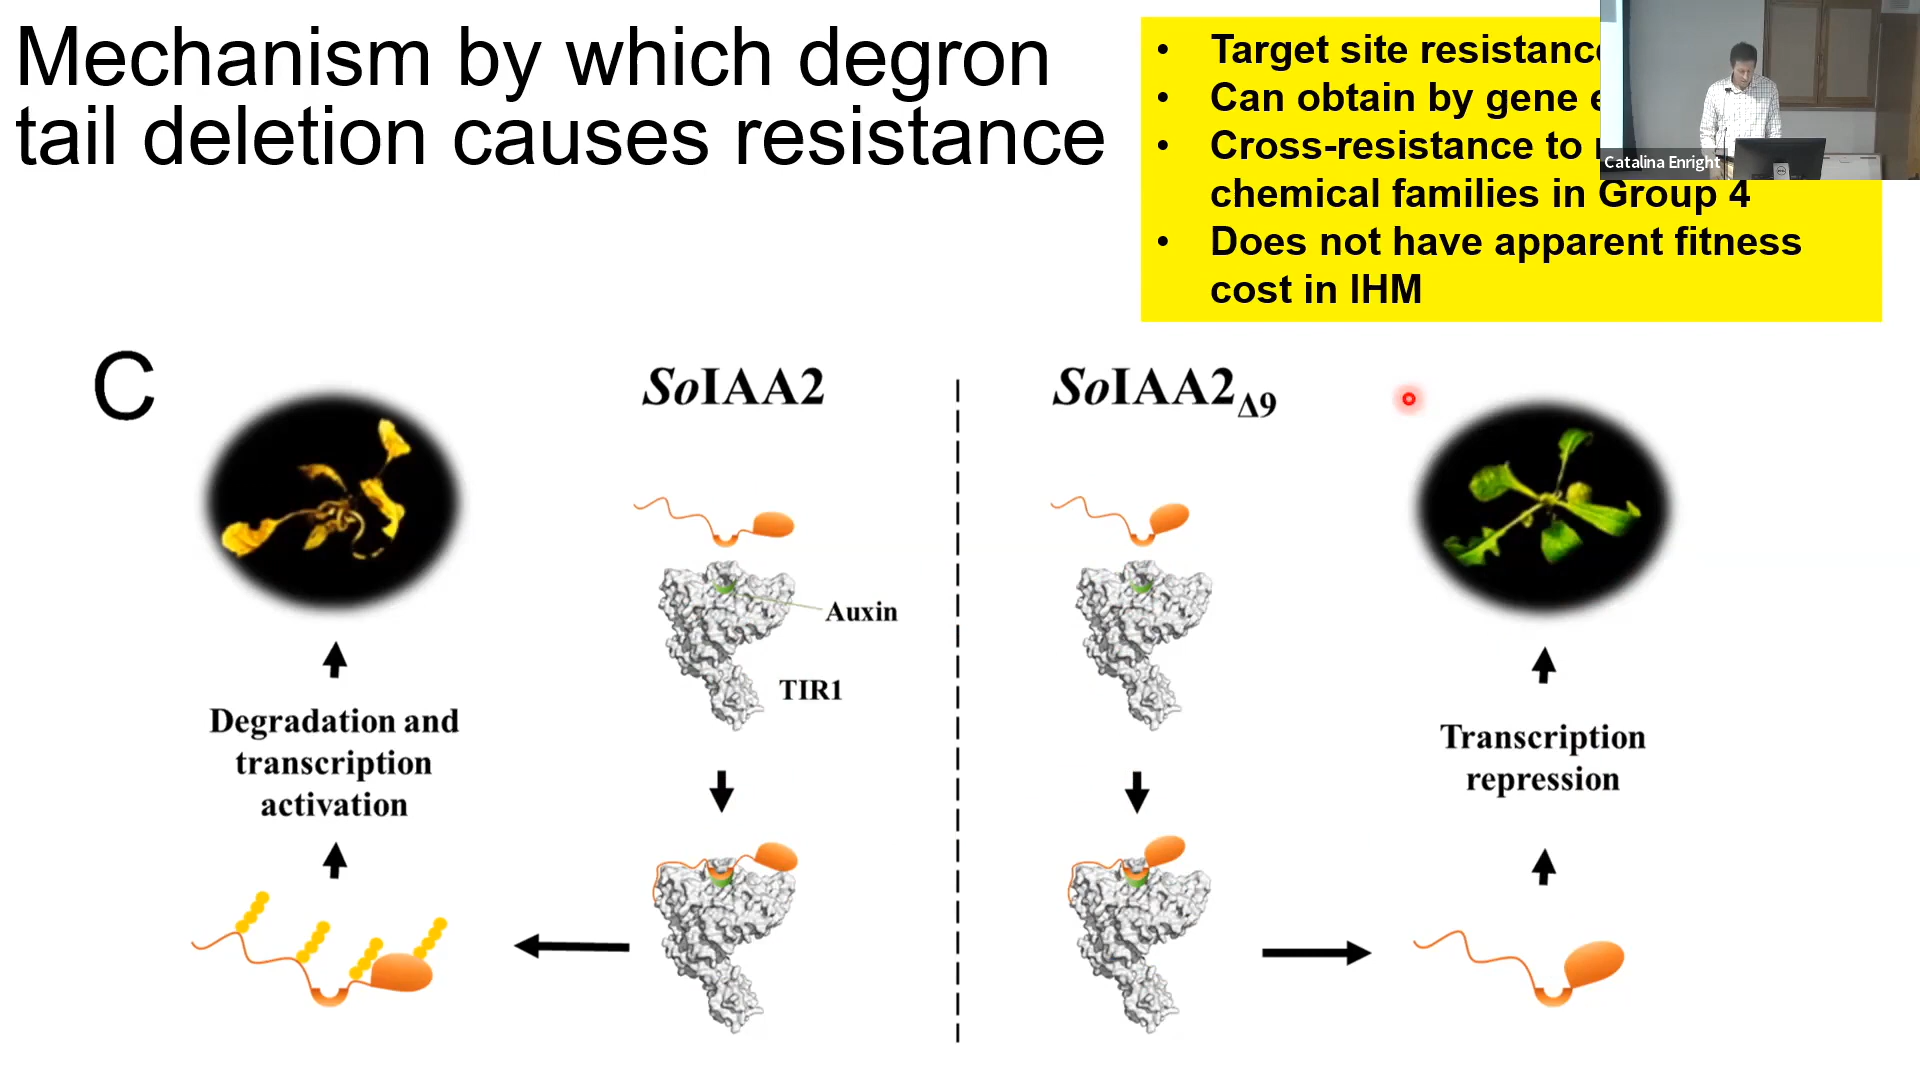 Mechanism by which degron
tail deletion causes resistance
• Target site resistance
• Can obtain by gene
• Cross-resistance to
chemical families in Group 4
• Does not have apparent fitness
cost in IHM
Catalina Enright
C
SoIAA2
SoIAA2Δ9
Auxin
TIR1
Degradation and
transcription
activation
Transcription
repression